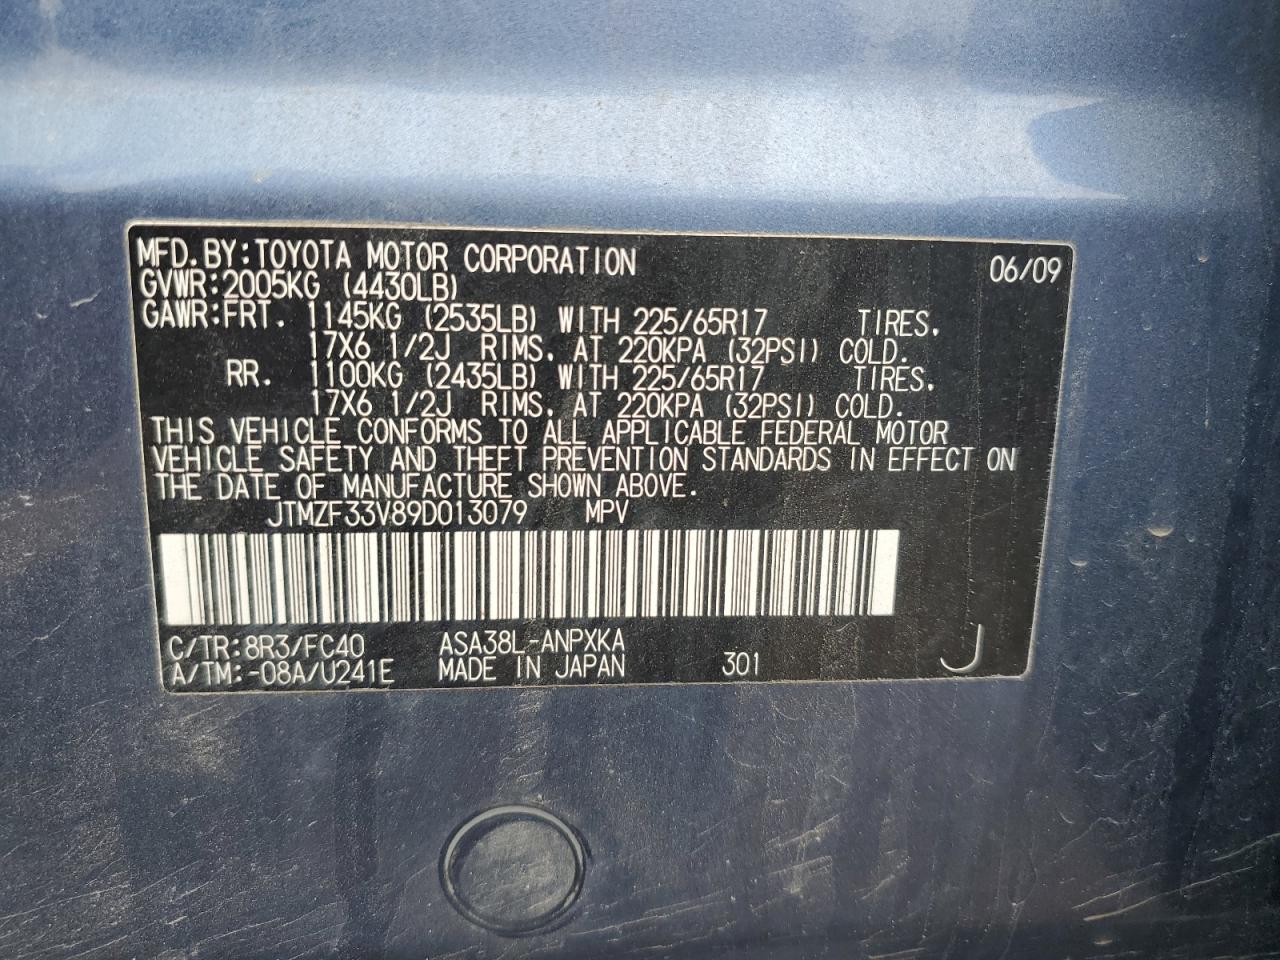 MFD.BY:TOYOTA MOTOR CORPORATION 06/09
GVWR:2005KG (4430LB)
GAWR:FRT. 1145KG (2535LB) WITH 225/65R17 TIRES.
17X6 1/2J RIMS. AT 220KPA (32PSI) COLD.
RR. 1100KG (2435LB) WITH 225/65R17 TIRES.
17X6 1/2J RIMS. AT 220KPA (32PSI) COLD.
THIS VEHICLE CONFORMS TO ALL APPLICABLE FEDERAL MOTOR
VEHICLE SAFETY AND THEFT PREVENTION STANDARDS IN EFFECT ON
THE DATE OF MANUFACTURE SHOWN ABOVE.
JTMZF33V89D013079 MPV
C/TR:8R3/FC40 ASA38L-ANPXKA
A/TM:-08A/U241E MADE IN JAPAN 301 J